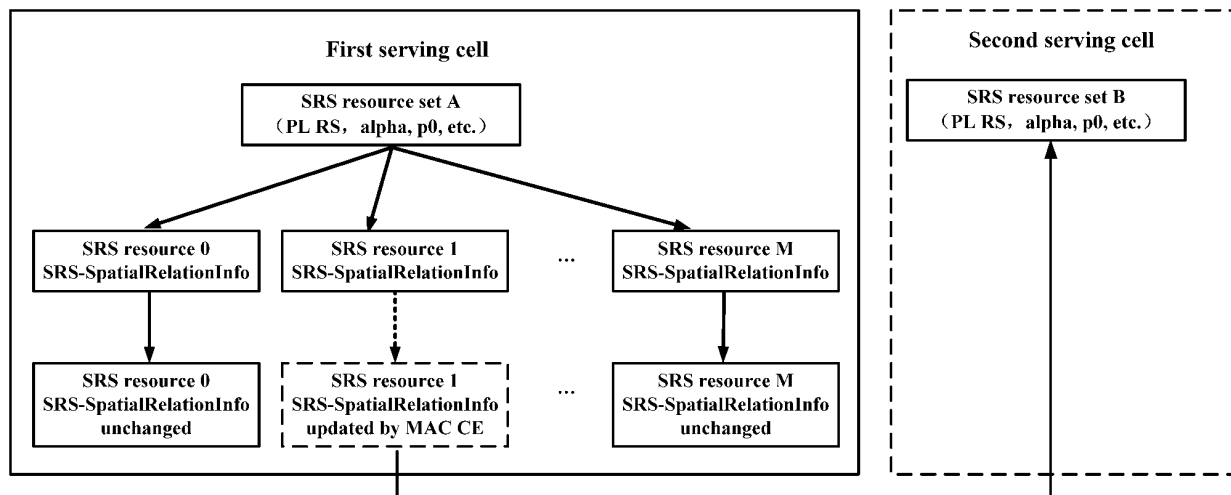 First serving cell
SRS resource set A
（PL RS，alpha, p0, etc.）
SRS resource 0
SRS-SpatialRelationInfo
SRS resource 1
SRS-SpatialRelationInfo
...
SRS resource M
SRS-SpatialRelationInfo
SRS resource 0
SRS-SpatialRelationInfo
unchanged
SRS resource 1
SRS-SpatialRelationInfo
updated by MAC CE
...
SRS resource M
SRS-SpatialRelationInfo
unchanged
Second serving cell
SRS resource set B
（PL RS，alpha, p0, etc.）